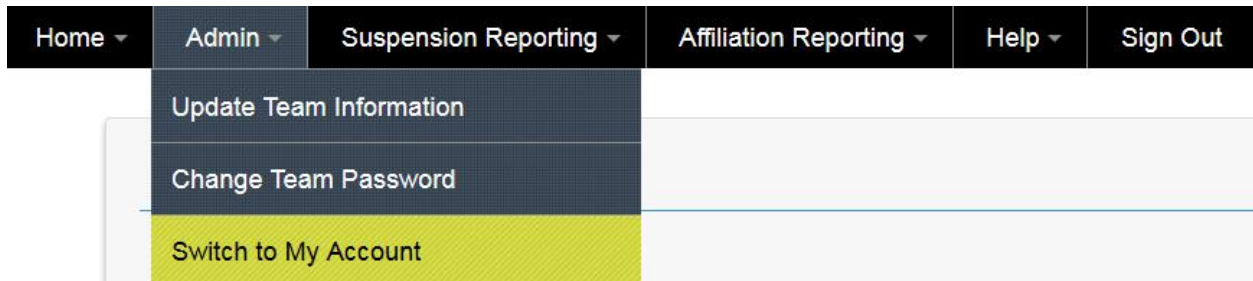 Home Admin Suspension Reporting Affiliation Reporting Help Sign Out
Update Team Information
Change Team Password
Switch to My Account